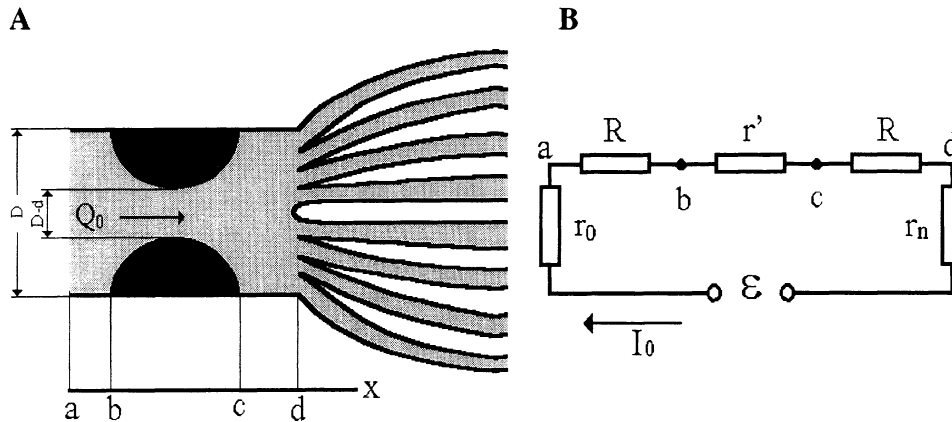 A
B
D
D-d
Q₀
a b c d x
a R r' R d
b c
r₀ rₙ
ε
I₀